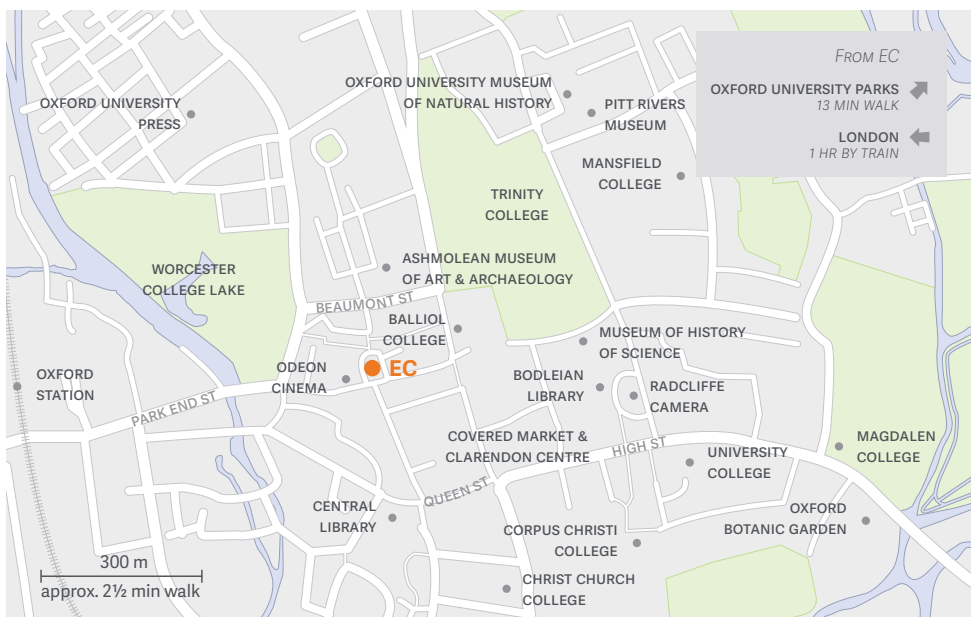 FROM EC
OXFORD UNIVERSITY PARKS
13 MIN WALK
LONDON
1 HR BY TRAIN
OXFORD UNIVERSITY
PRESS
OXFORD UNIVERSITY MUSEUM
OF NATURAL HISTORY
PITT RIVERS
MUSEUM
MANSFIELD
COLLEGE
TRINITY
COLLEGE
WORCESTER
COLLEGE LAKE
ASHMOLEAN MUSEUM
OF ART & ARCHAEOLOGY
BEAUMONT ST
BALLIOL
COLLEGE
MUSEUM OF HISTORY
OF SCIENCE
ODEON
CINEMA
EC
OXFORD
STATION
BODLEIAN
LIBRARY
RADCLIFFE
CAMERA
PARK END ST
COVERED MARKET &
CLARENDON CENTRE
HIGH ST
MAGDALEN
COLLEGE
UNIVERSITY
COLLEGE
QUEEN ST
CENTRAL
LIBRARY
OXFORD
BOTANIC GARDEN
CORPUS CHRISTI
COLLEGE
CHRIST CHURCH
COLLEGE
300 m
approx. 2½ min walk